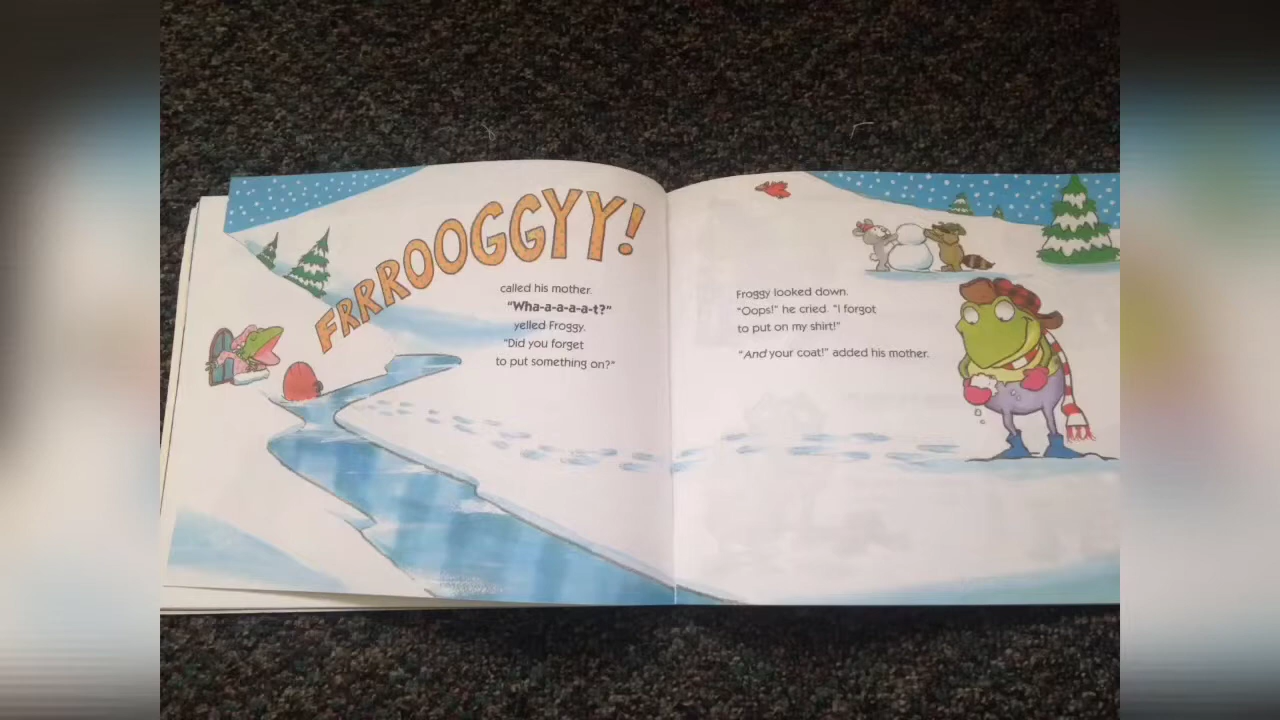 FRRROOGGYY!
called his mother.
"Wha-a-a-a-a-t?"
yelled Froggy.
"Did you forget
to put something on?"
Froggy looked down.
"Oops!" he cried. "I forgot
to put on my shirt!"
"And your coat!" added his mother.